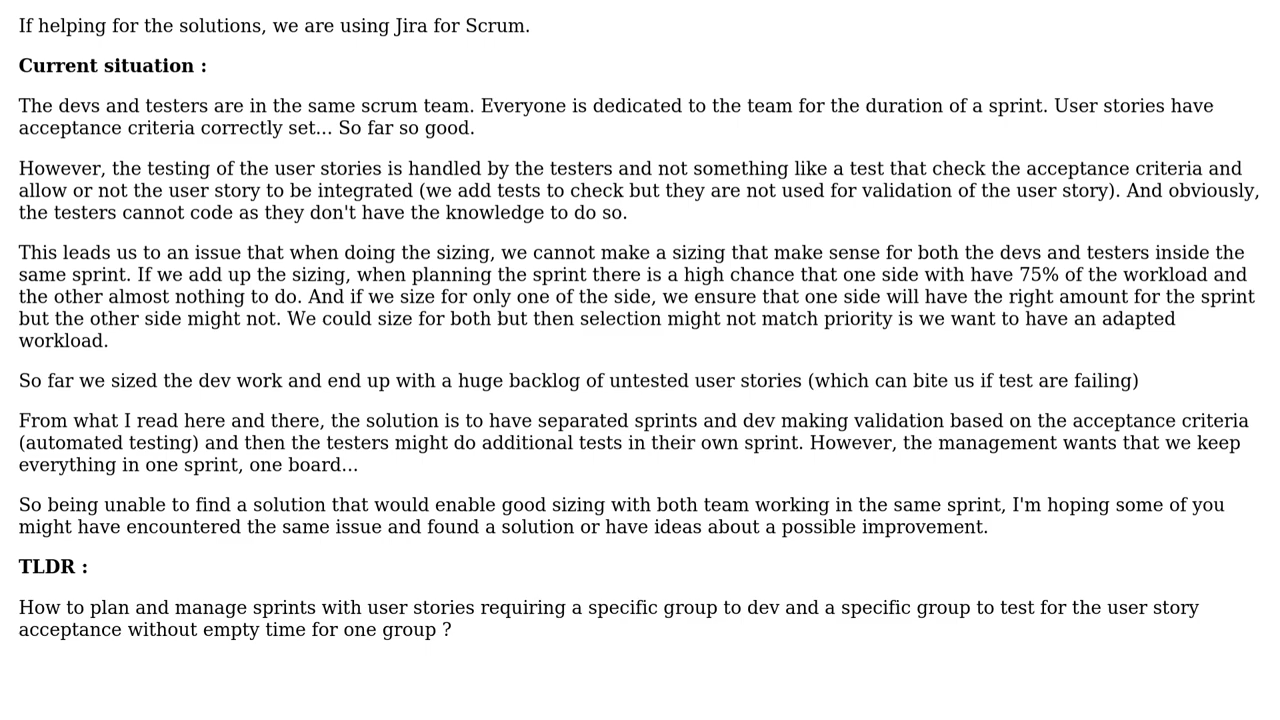 If helping for the solutions, we are using Jira for Scrum.
Current situation :
The devs and testers are in the same scrum team. Everyone is dedicated to the team for the duration of a sprint. User stories have
acceptance criteria correctly set... So far so good.
However, the testing of the user stories is handled by the testers and not something like a test that check the acceptance criteria and
allow or not the user story to be integrated (we add tests to check but they are not used for validation of the user story). And obviously,
the testers cannot code as they don't have the knowledge to do so.
This leads us to an issue that when doing the sizing, we cannot make a sizing that make sense for both the devs and testers inside the
same sprint. If we add up the sizing, when planning the sprint there is a high chance that one side with have 75% of the workload and
the other almost nothing to do. And if we size for only one of the side, we ensure that one side will have the right amount for the sprint
but the other side might not. We could size for both but then selection might not match priority is we want to have an adapted
workload.
So far we sized the dev work and end up with a huge backlog of untested user stories (which can bite us if test are failing)
From what I read here and there, the solution is to have separated sprints and dev making validation based on the acceptance criteria
(automated testing) and then the testers might do additional tests in their own sprint. However, the management wants that we keep
everything in one sprint, one board...
So being unable to find a solution that would enable good sizing with both team working in the same sprint, I'm hoping some of you
might have encountered the same issue and found a solution or have ideas about a possible improvement.
TLDR :
How to plan and manage sprints with user stories requiring a specific group to dev and a specific group to test for the user story
acceptance without empty time for one group ?